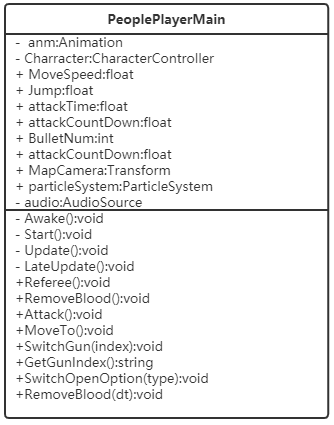 PeoplePlayerMain
- anm:Animation
- Charracter:CharacterController
+ MoveSpeed:float
+ Jump:float
+ attackTime:float
+ attackCountDown:float
+ BulletNum:int
+ attackCountDown:float
+ MapCamera:Transform
+ particleSystem:ParticleSystem
- audio:AudioSource
- Awake():void
- Start():void
- Update():void
- LateUpdate():void
+Referee():void
+RemoveBlood():void
+Attack():void
+MoveTo():void
+SwitchGun(index):void
+GetGunIndex():string
+SwitchOpenOption(type):void
+RemoveBlood(dt):void